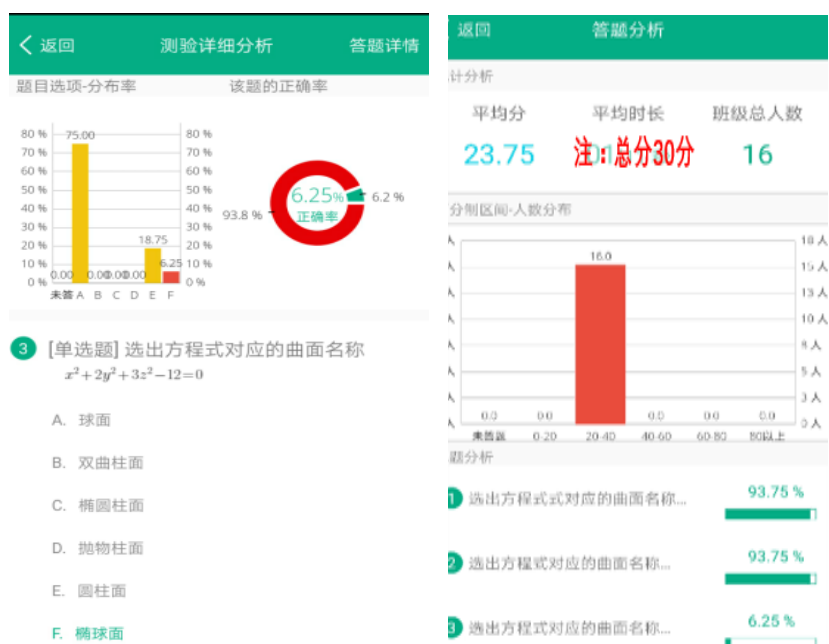 返回 测验详细分析 答题详情
题目选项-分布率 该题的正确率
80 % 75.00 80 %
70 % 70 %
60 % 60 %
50 % 50 %
40 % 40 %
30 % 18.75 30 %
20 % 20 %
10 % 0.00 0.00 0.00 0.00 6.25 10 %
0 % 0 %
未答 A B C D E F
93.8 % 6.25% 6.2 %
正确率
3 [单选题] 选出方程式对应的曲面名称
x²+2y²+3z²−12=0
A. 球面
B. 双曲柱面
C. 椭圆柱面
D. 抛物柱面
E. 圆柱面
F. 椭球面
返回 答题分析
计分析
平均分 平均时长 班级总人数
23.75 注:总分30分 16
分制区间-人数分布
人 18 人
人 16.0 15 人
人 13 人
人 10 人
人 8 人
人 5 人
人 3 人
人 0.0 0.0 0.0 0.0 0.0 0 人
未答题 0-20 20-40 40-60 60-80 80以上
题分析
1 选出方程式式对应的曲面名称... 93.75 %
2 选出方程式对应的曲面名称... 93.75 %
3 选出方程式对应的曲面名称... 6.25 %